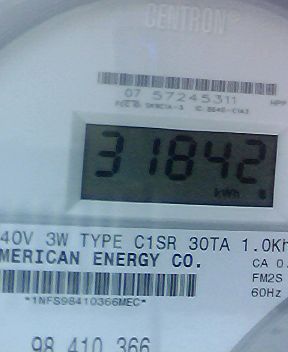 CENTRON
07 57245311
31842
kWh
40V 3W TYPE C1SR 30TA 1.0Kh
MERICAN ENERGY CO.
CA 0.
FM2S
60Hz
*1NFS98410366MEC*
98 410 366